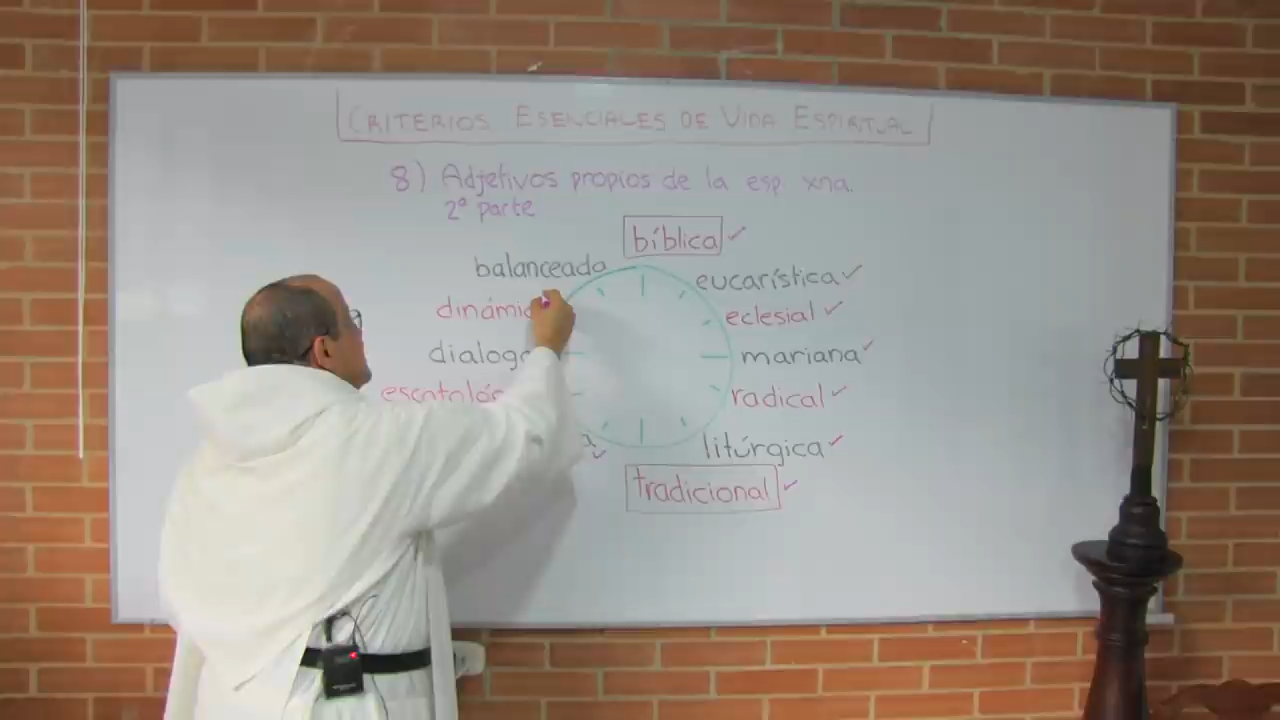 CRITERIOS ESENCIALES DE VIDA ESPIRITUAL
8) Adjetivos propios de la esp. xna.
2ª parte
bíblica
balanceada
eucarística
eclesial
mariana
radical
litúrgica
tradicional